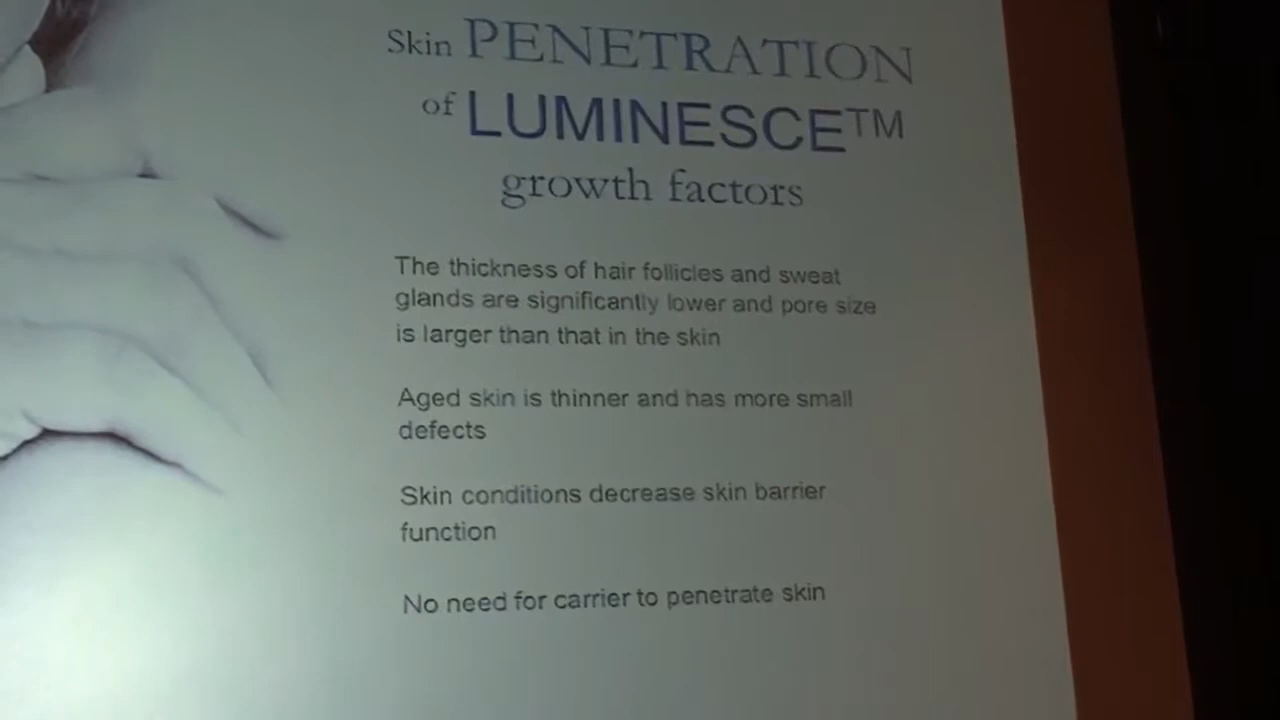 Skin PENETRATION
of LUMINESCE™
growth factors
The thickness of hair follicles and sweat
glands are significantly lower and pore size
is larger than that in the skin
Aged skin is thinner and has more small
defects
Skin conditions decrease skin barrier
function
No need for carrier to penetrate skin